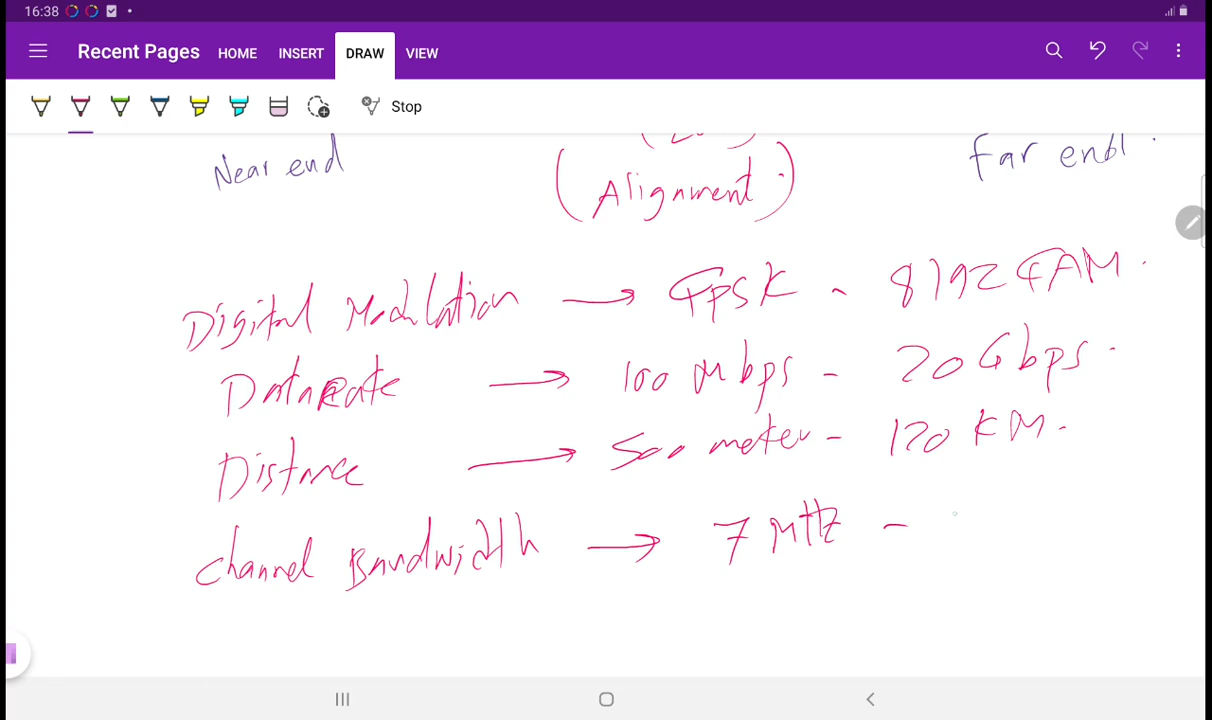 16:38
Recent Pages HOME INSERT DRAW VIEW
Stop
Near end
far end.
(Alignment)
Digital Modulation → QPSK - 8192 QAM.
DataRate → 100 Mbps - 20 Gbps.
Distance → 500 meter - 120 KM.
Channel Bandwidth → 7 MHz -